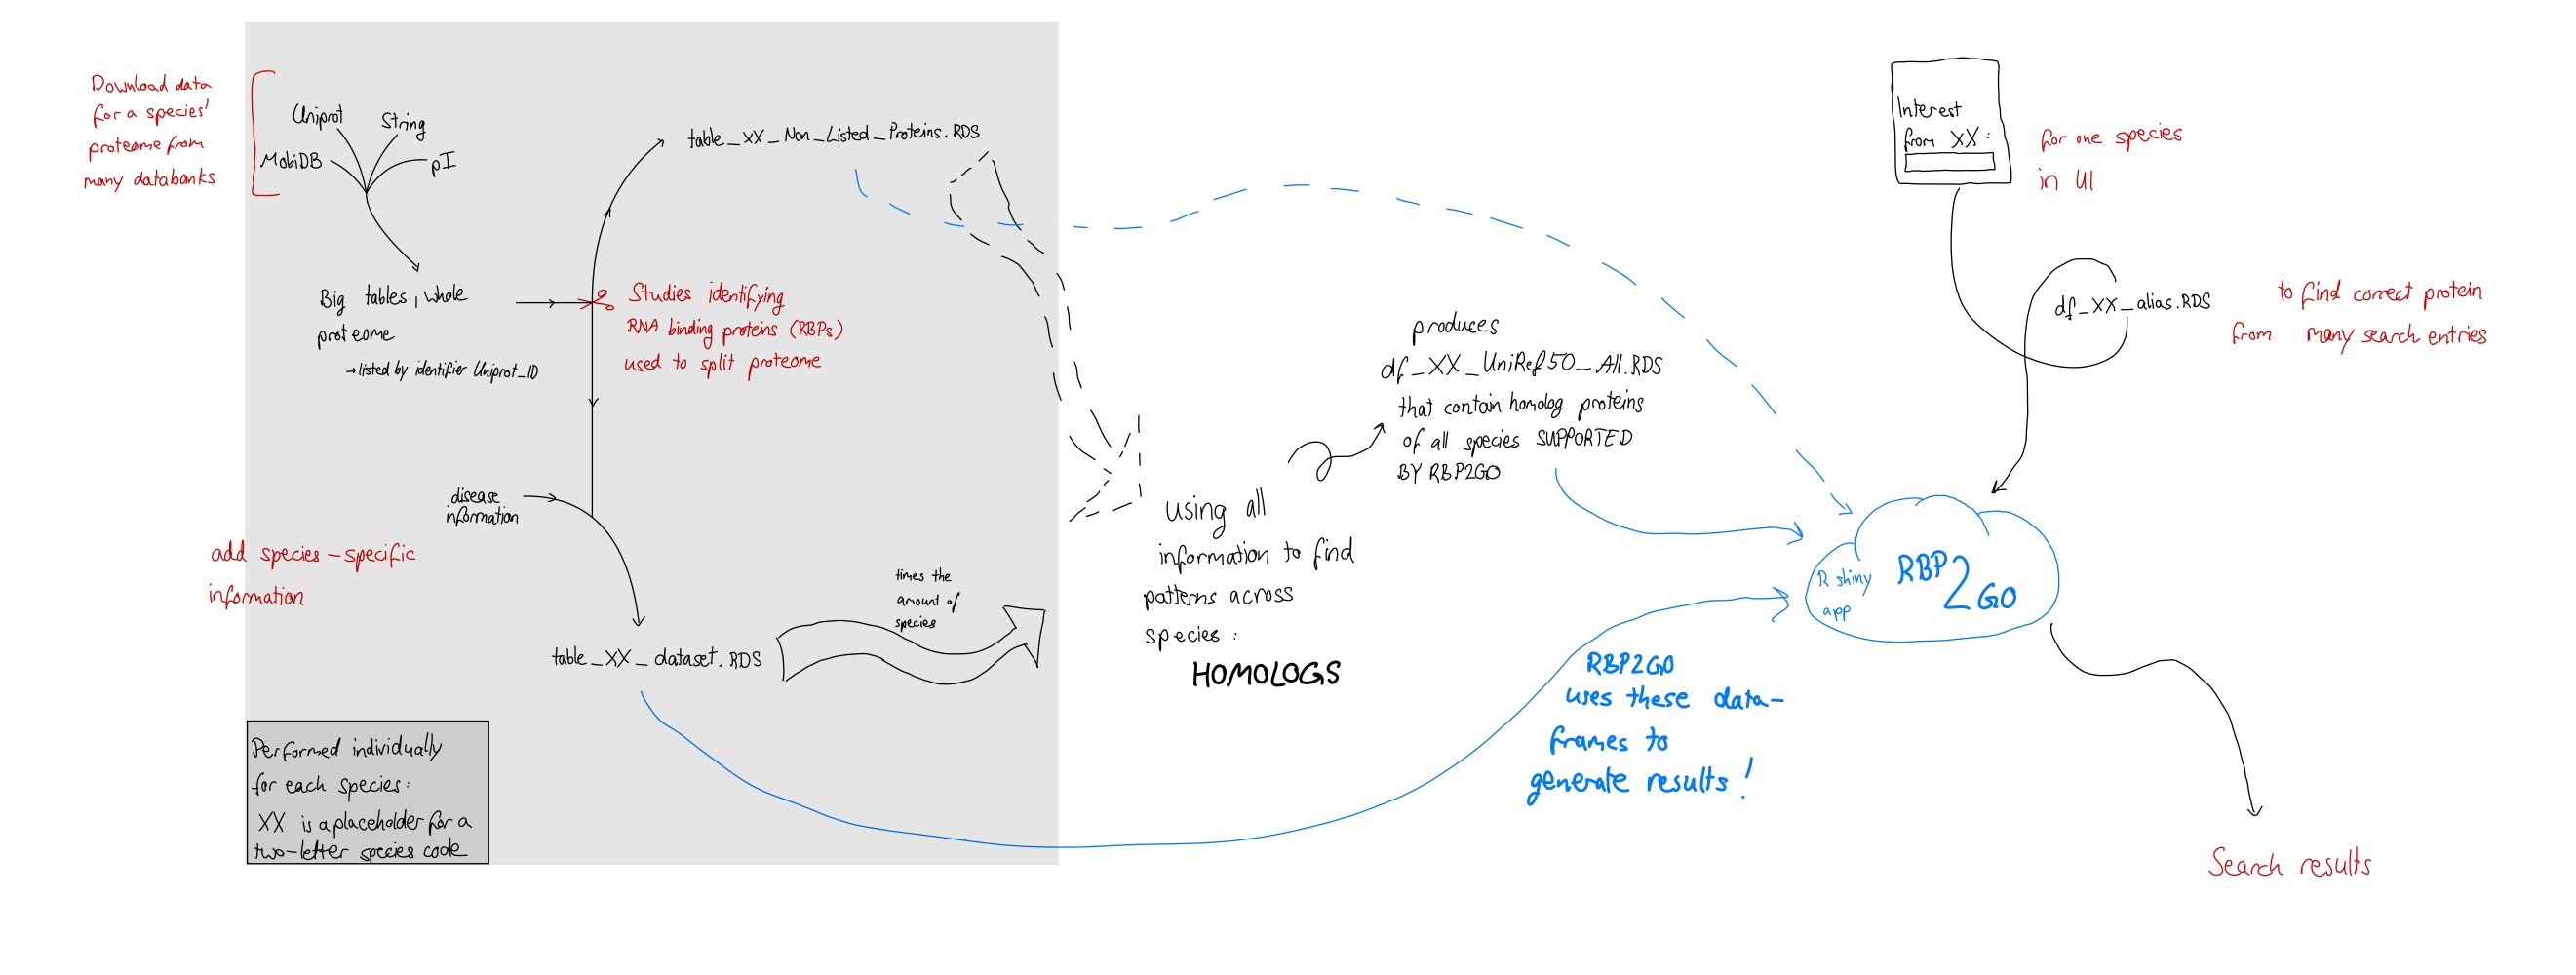 Download data
for a species'
proteome from
many databanks
Uniprot
String
MobiDB
pI
Big tables, whole
proteome
→ listed by identifier Uniprot_ID
table_XX_Non_Listed_Proteins.RDS
Studies identifying
RNA binding proteins (RBPs)
used to split proteome
disease
information
add species-specific
information
table_XX_dataset.RDS
times the
amount of
species
Performed individually
for each species:
XX is a placeholder for a
two-letter species code
using all
information to find
patterns across
species:
HOMOLOGS
produces
df_XX_UniRef50_All.RDS
that contain homolog proteins
of all species SUPPORTED
BY RBP2GO
Interest
from XX:
for one species
in UI
df_XX_alias.RDS
to find correct protein
from many search entries
R shiny
app
RBP2GO
RBP2GO
uses these data-
frames to
generate results!
Search results